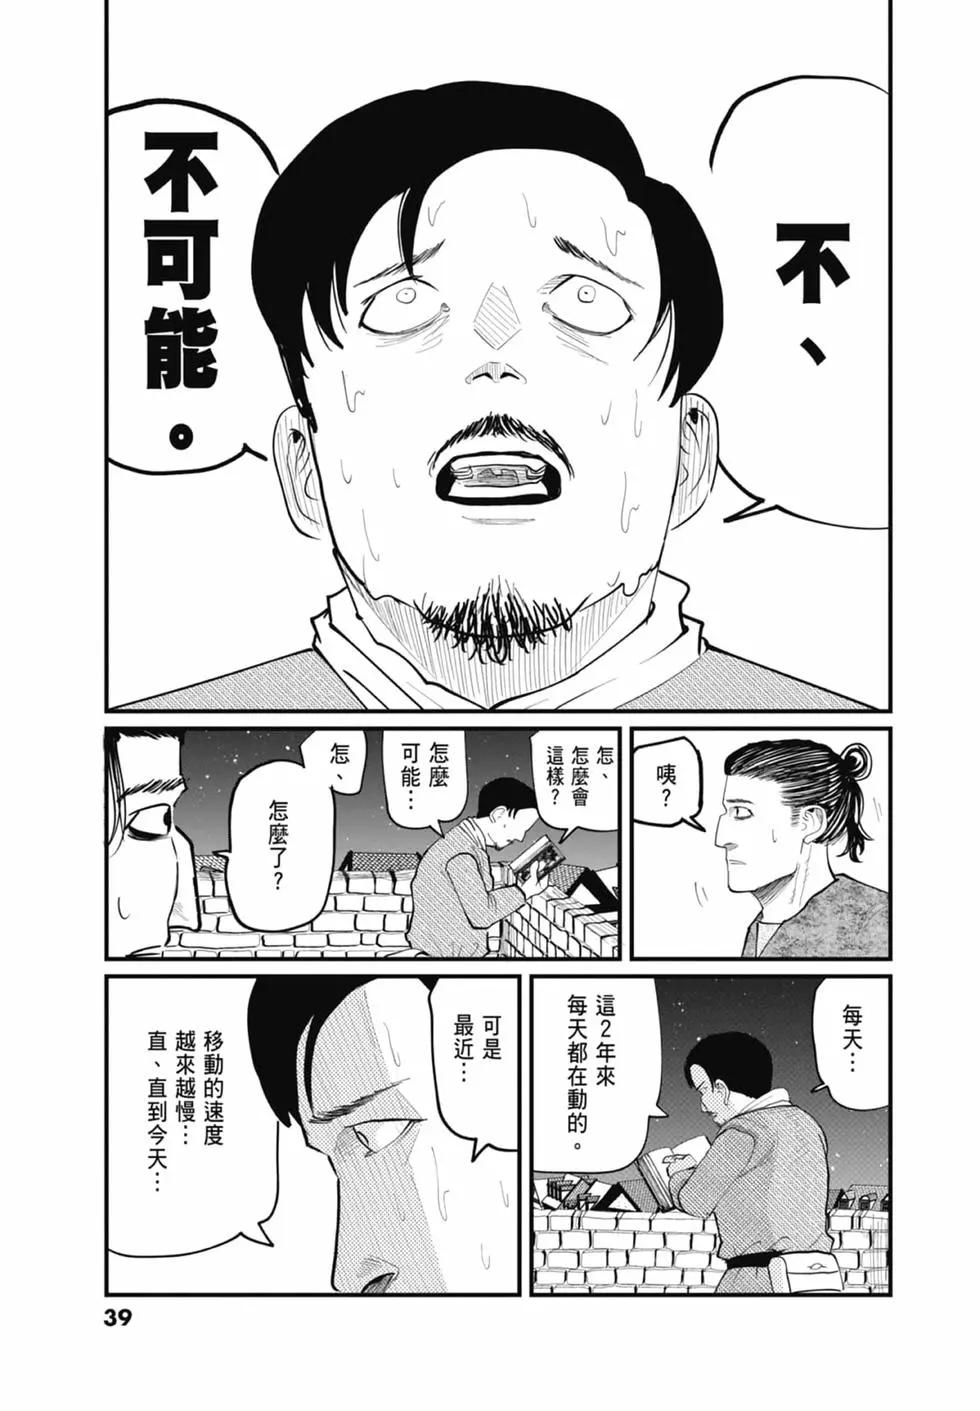 不、
不可能。
咦?
怎、
怎麼會
這樣?
怎麼
可能…
怎、
怎麼了?
每天…
這2年來
每天都在動的。
可是
最近…
移動的速度
越來越慢…
直、直到今天…
39